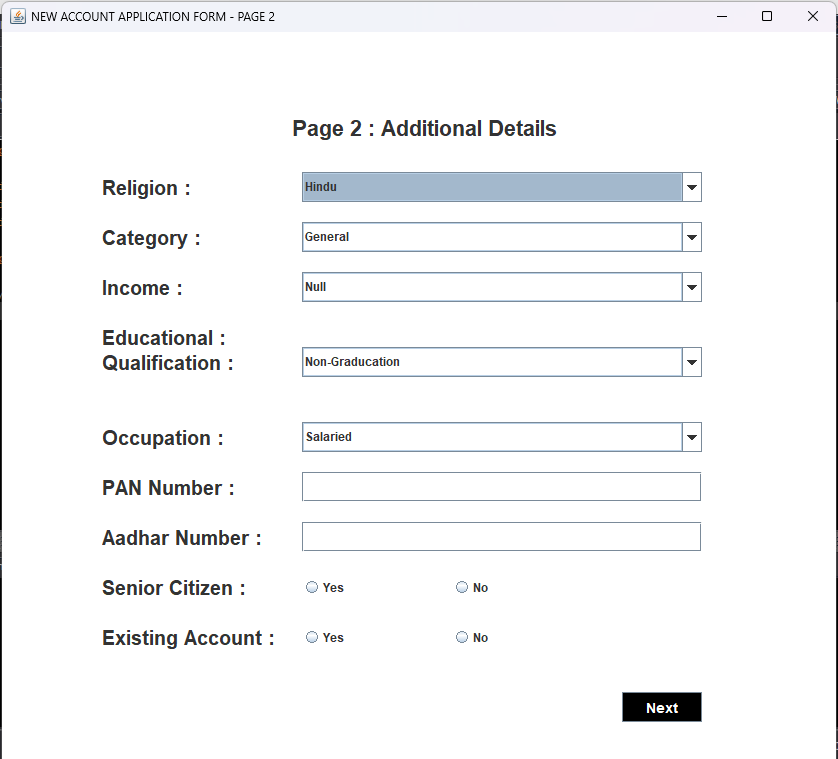 NEW ACCOUNT APPLICATION FORM - PAGE 2
Page 2 : Additional Details
Religion :
Hindu
Category :
General
Income :
Null
Educational :
Qualification :
Non-Graducation
Occupation :
Salaried
PAN Number :
Aadhar Number :
Senior Citizen :
Yes
No
Existing Account :
Yes
No
Next